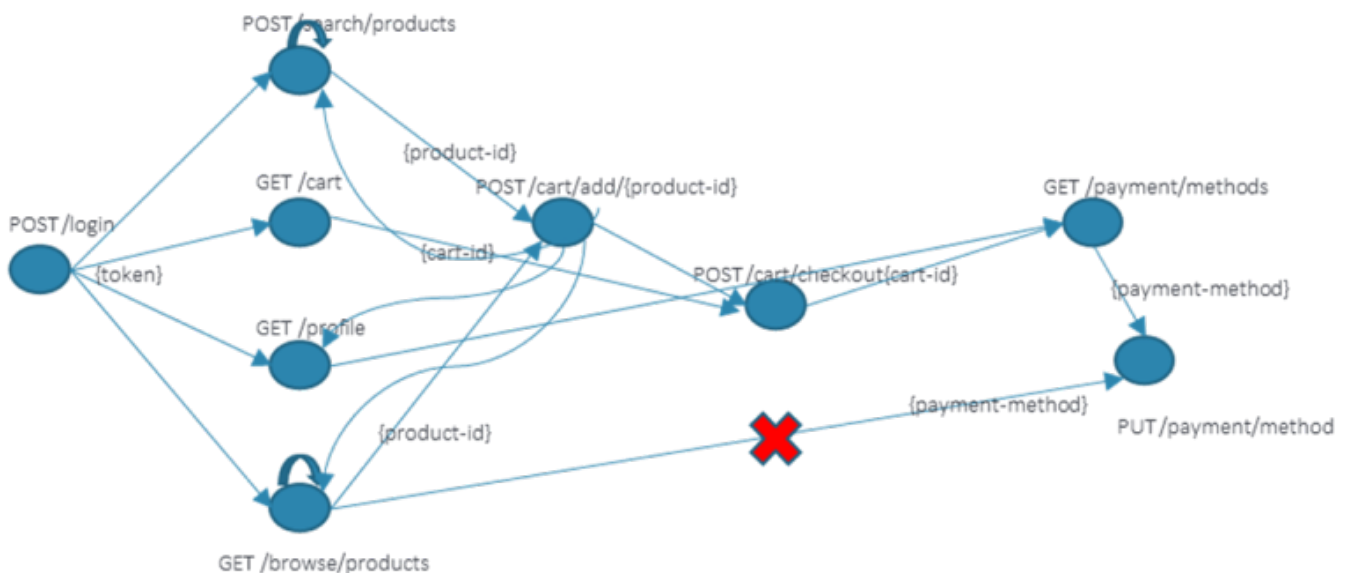 POST /search/products
{product-id}
GET /cart
POST /cart/add/{product-id}
GET /payment/methods
POST /login
{cart-id}
{token}
POST /cart/checkout{cart-id}
{payment-method}
GET /profile
{payment-method}
{product-id}
PUT /payment/method
GET /browse/products